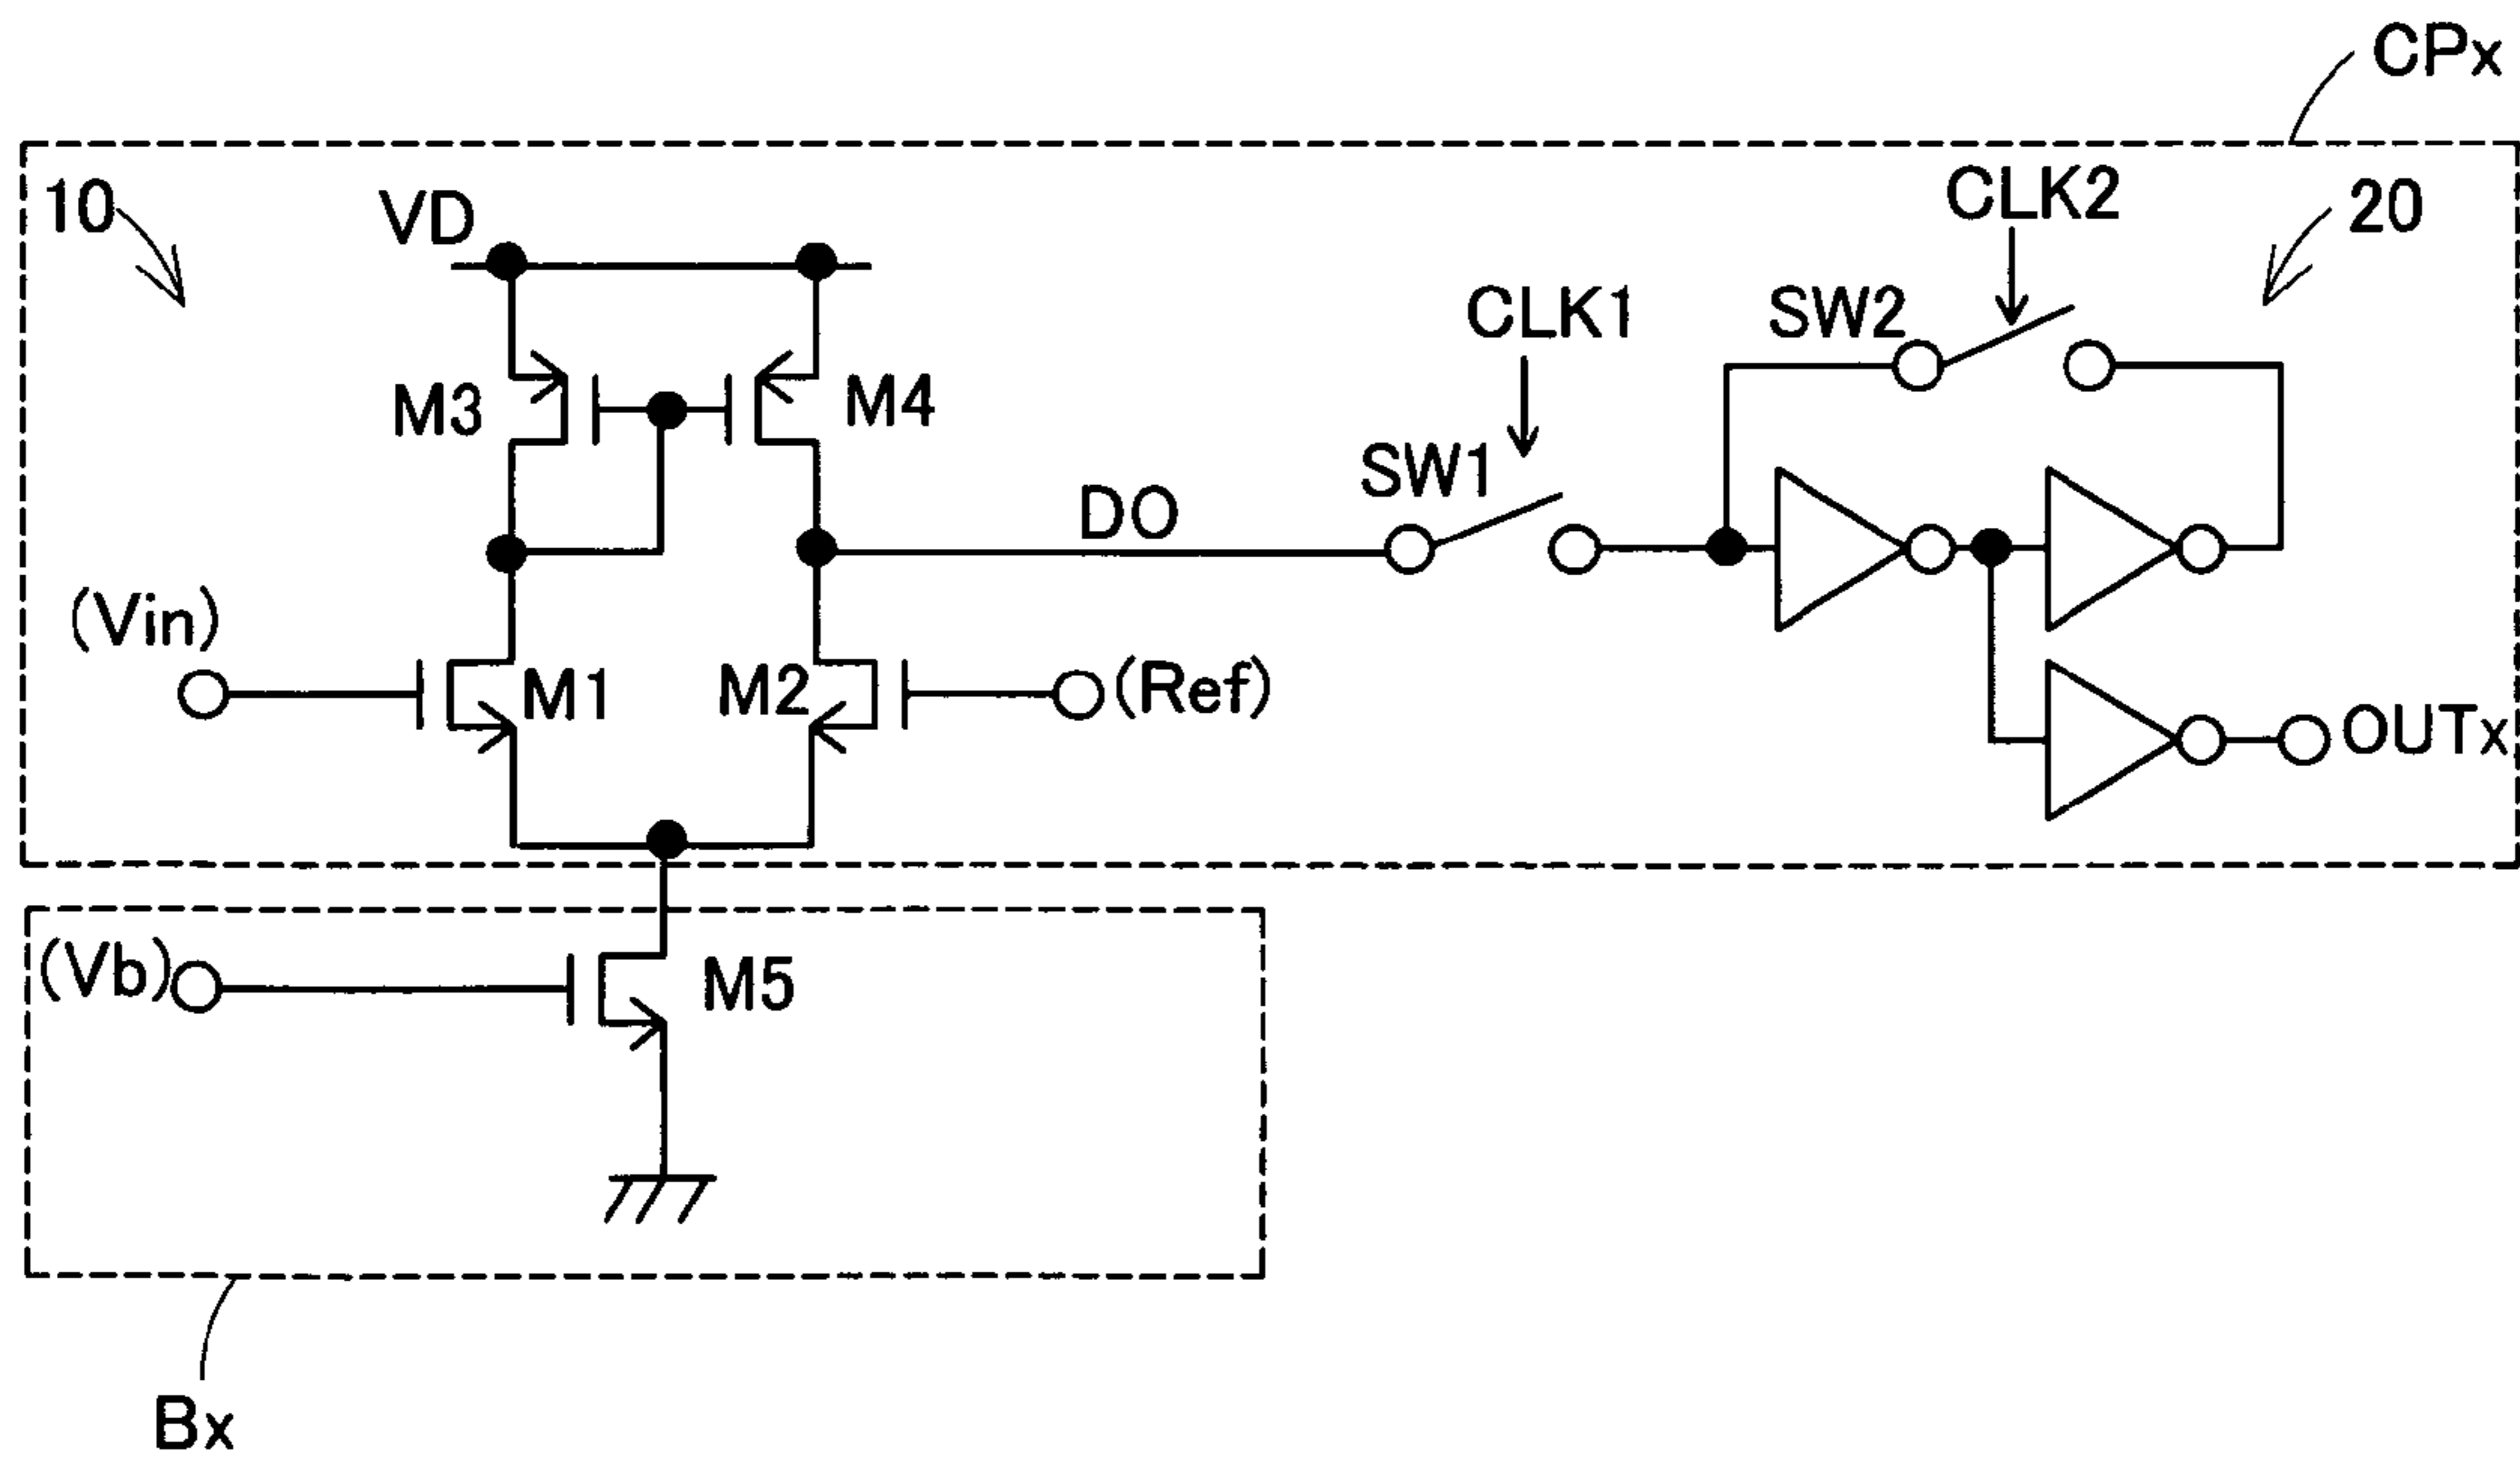 CPx
10
VD
CLK2
20
CLK1
SW2
M3
M4
SW1
DO
(Vin)
M1
M2
(Ref)
OUTx
(Vb)
M5
Bx